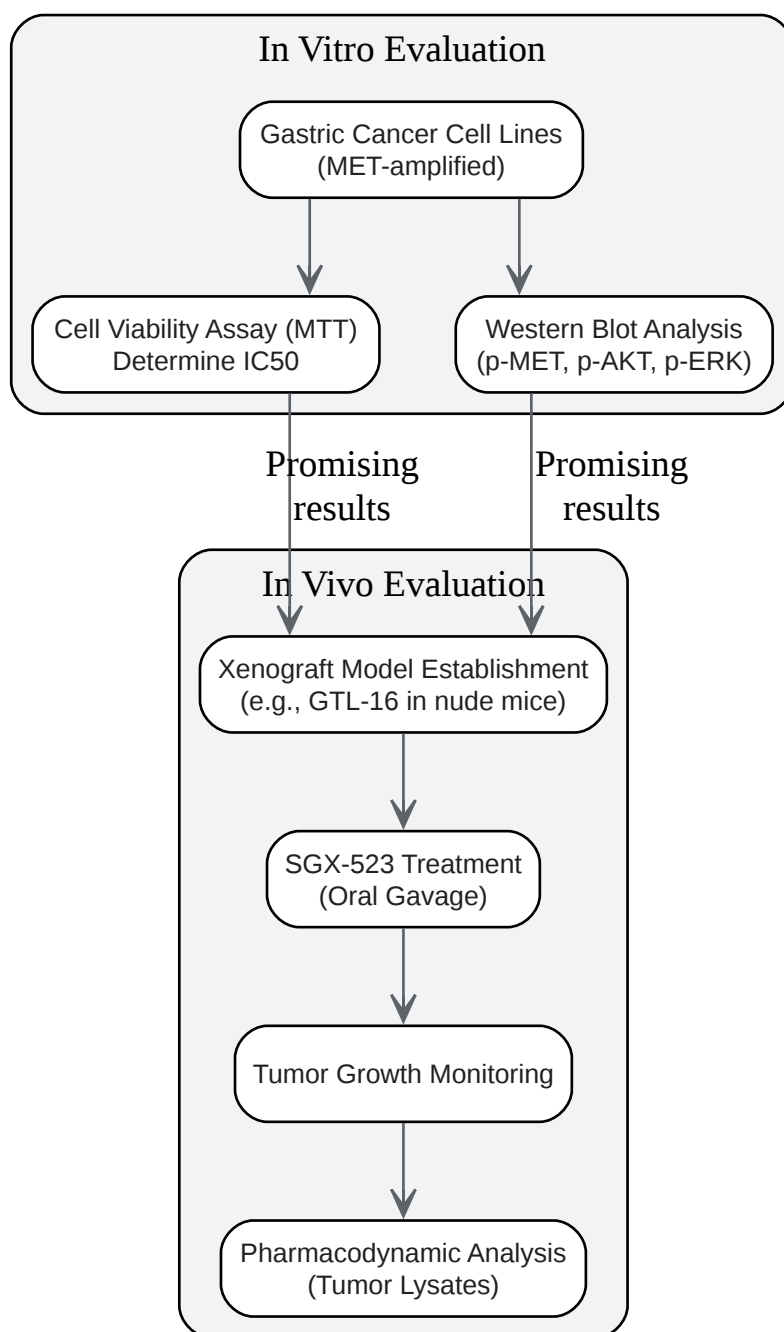 In Vitro Evaluation
Gastric Cancer Cell Lines
(MET-amplified)
Cell Viability Assay (MTT)
Determine IC50
Western Blot Analysis
(p-MET, p-AKT, p-ERK)
Promising
results
Promising
results
In Vivo Evaluation
Xenograft Model Establishment
(e.g., GTL-16 in nude mice)
SGX-523 Treatment
(Oral Gavage)
Tumor Growth Monitoring
Pharmacodynamic Analysis
(Tumor Lysates)